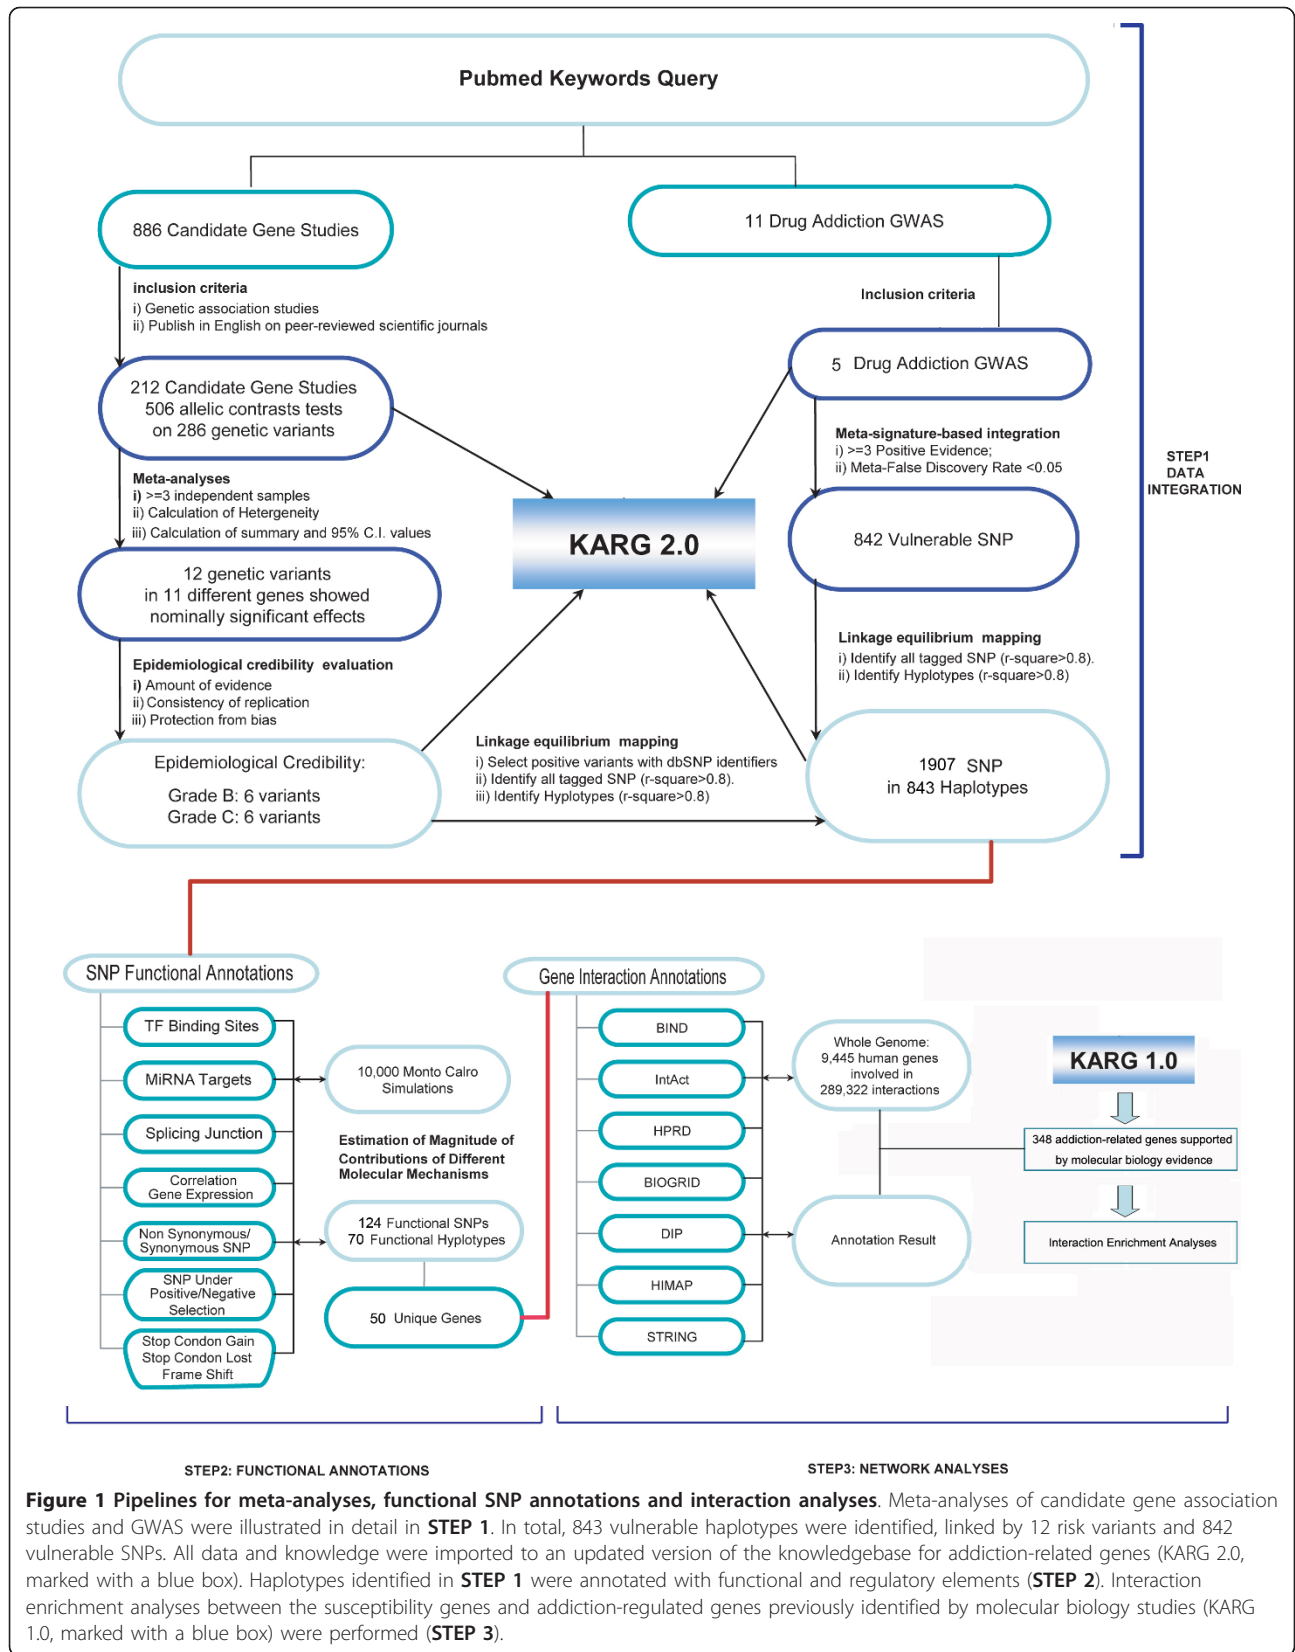 Pubmed Keywords Query
886 Candidate Gene Studies
11 Drug Addiction GWAS
inclusion criteria
i) Genetic association studies
ii) Publish in English on peer-reviewed scientific journals
Inclusion criteria
212 Candidate Gene Studies
506 allelic contrasts tests
on 286 genetic variants
5 Drug Addiction GWAS
Meta-signature-based integration
i) >=3 Positive Evidence;
ii) Meta-False Discovery Rate <0.05
STEP1
DATA
INTEGRATION
Meta-analyses
i) >=3 independent samples
ii) Calculation of Hetergeneity
iii) Calculation of summary and 95% C.I. values
KARG 2.0
842 Vulnerable SNP
12 genetic variants
in 11 different genes showed
nominally significant effects
Linkage equilibrium mapping
i) Identify all tagged SNP (r-square>0.8).
ii) Identify Hyplotypes (r-square>0.8)
Epidemiological credibility evaluation
i) Amount of evidence
ii) Consistency of replication
iii) Protection from bias
Linkage equilibrium mapping
i) Select positive variants with dbSNP identifiers
ii) Identify all tagged SNP (r-square>0.8).
iii) Identify Hyplotypes (r-square>0.8)
Epidemiological Credibility:
Grade B: 6 variants
Grade C: 6 variants
1907 SNP
in 843 Haplotypes
SNP Functional Annotations
TF Binding Sites
MiRNA Targets
Splicing Junction
Correlation
Gene Expression
Non Synonymous/
Synonymous SNP
SNP Under
Positive/Negative
Selection
Stop Condon Gain
Stop Condon Lost
Frame Shift
10,000 Monto Calro
Simulations
Estimation of Magnitude of
Contributions of Different
Molecular Mechanisms
124 Functional SNPs
70 Functional Hyplotypes
50 Unique Genes
Gene Interaction Annotations
BIND
IntAct
HPRD
BIOGRID
DIP
HIMAP
STRING
Whole Genome:
9,445 human genes
involved in
289,322 interactions
Annotation Result
KARG 1.0
348 addiction-related genes supported
by molecular biology evidence
Interaction Enrichment Analyses
STEP2: FUNCTIONAL ANNOTATIONS
STEP3: NETWORK ANALYSES
Figure 1 Pipelines for meta-analyses, functional SNP annotations and interaction analyses. Meta-analyses of candidate gene association
studies and GWAS were illustrated in detail in STEP 1. In total, 843 vulnerable haplotypes were identified, linked by 12 risk variants and 842
vulnerable SNPs. All data and knowledge were imported to an updated version of the knowledgebase for addiction-related genes (KARG 2.0,
marked with a blue box). Haplotypes identified in STEP 1 were annotated with functional and regulatory elements (STEP 2). Interaction
enrichment analyses between the susceptibility genes and addiction-regulated genes previously identified by molecular biology studies (KARG
1.0, marked with a blue box) were performed (STEP 3).